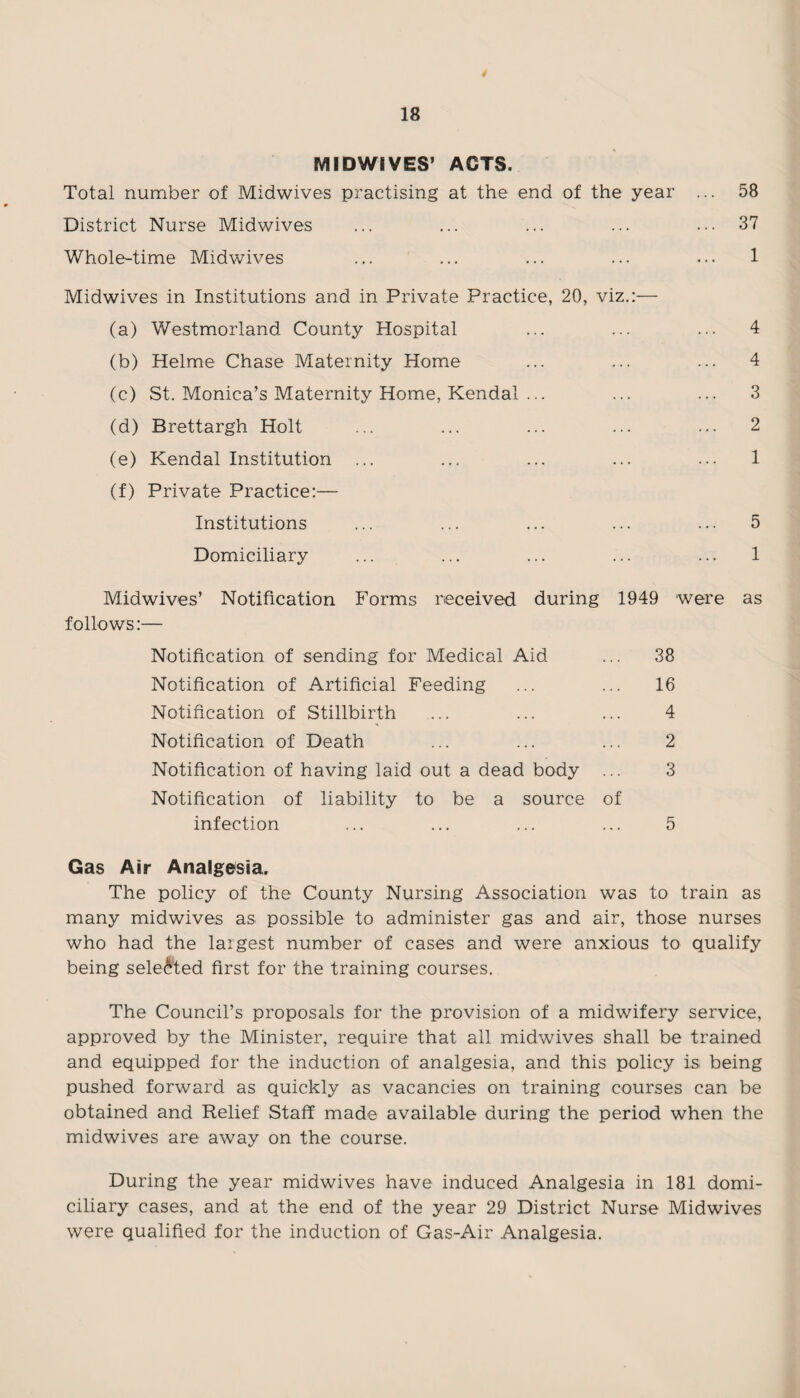 18
MIDWIVES' ACTS.
Total number of Midwives practising at the end of the year ... 58
District Nurse Midwives ... ... ... ... ... 37
Whole-time Midwives ... ... ... ... ... 1
Midwives in Institutions and in Private Practice, 20, viz.:—
(a) Westmorland County Hospital ... ... ... 4
(b) Helme Chase Maternity Home ... ... ... 4
(c) St. Monica's Maternity Home, Kendal ... ... ... 3
(d) Brettargh Holt ... ... ... ... ... 2
(e) Kendal Institution ... ... ... ... ... 1
(f) Private Practice:—
Institutions ... ... ... ... ... 5
Domiciliary ... ... ... ... ... 1
Midwives' Notification Forms received during 1949 were as
follows:—
Notification of sending for Medical Aid ... 38
Notification of Artificial Feeding ... ... 16
Notification of Stillbirth ... ... ... 4
Notification of Death ... ... ... 2
Notification of having laid out a dead body ... 3
Notification of liability to be a source of
infection ... ... ... ... 5
Gas Air Analgesia.
The policy of the County Nursing Association was to train as
many midwives as possible to administer gas and air, those nurses
who had the largest number of cases and were anxious to qualify
being selected first for the training courses.
The Council's proposals for the provision of a midwifery service,
approved by the Minister, require that all midwives shall be trained
and equipped for the induction of analgesia, and this policy is being
pushed forward as quickly as vacancies on training courses can be
obtained and Relief Staff made available during the period when the
midwives are away on the course.
During the year midwives have induced Analgesia in 181 domi-
ciliary cases, and at the end of the year 29 District Nurse Midwives
were qualified for the induction of Gas-Air Analgesia.